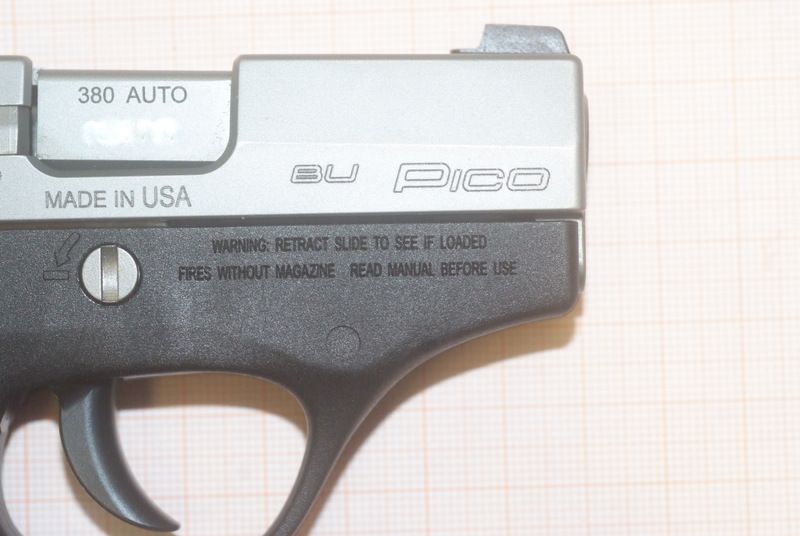 380 AUTO
BU PICO
MADE IN USA
WARNING: RETRACT SLIDE TO SEE IF LOADED
FIRES WITHOUT MAGAZINE READ MANUAL BEFORE USE